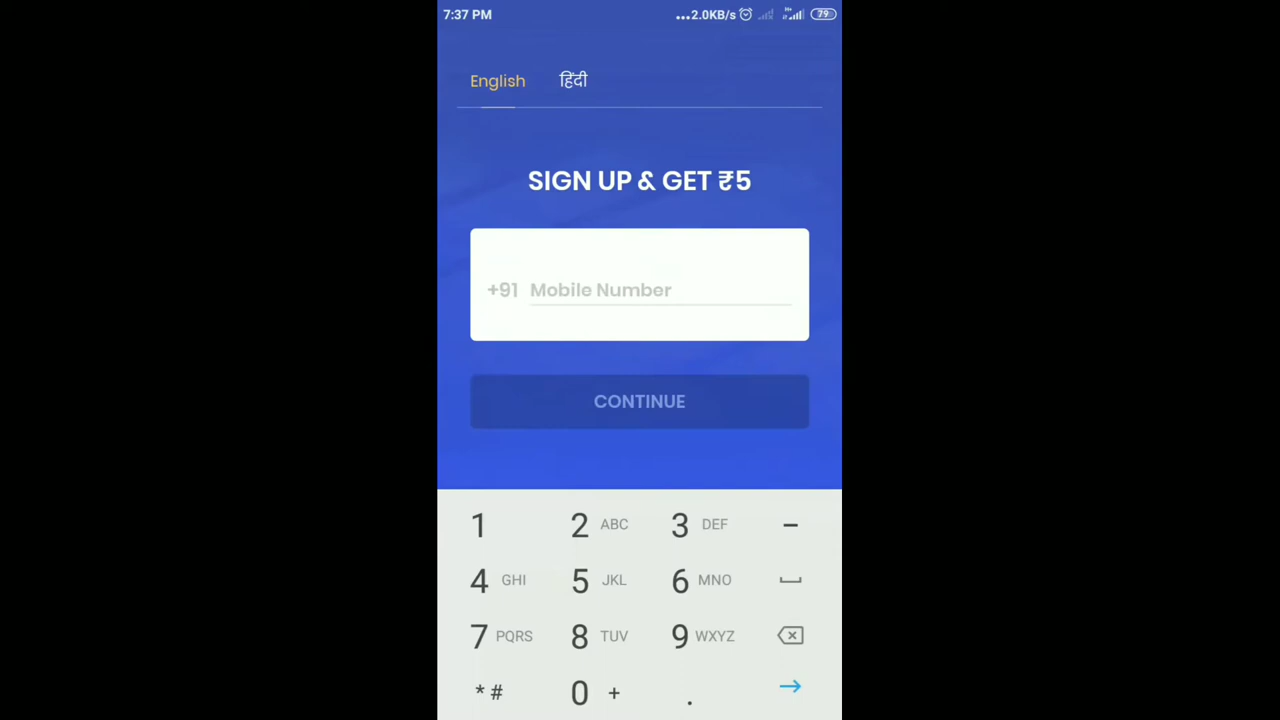 7:37 PM ...2.0KB/s 79
English हिंदी
SIGN UP & GET ₹5
+91 Mobile Number
CONTINUE
1 2 ABC 3 DEF -
4 GHI 5 JKL 6 MNO
7 PQRS 8 TUV 9 WXYZ
* # 0 + .